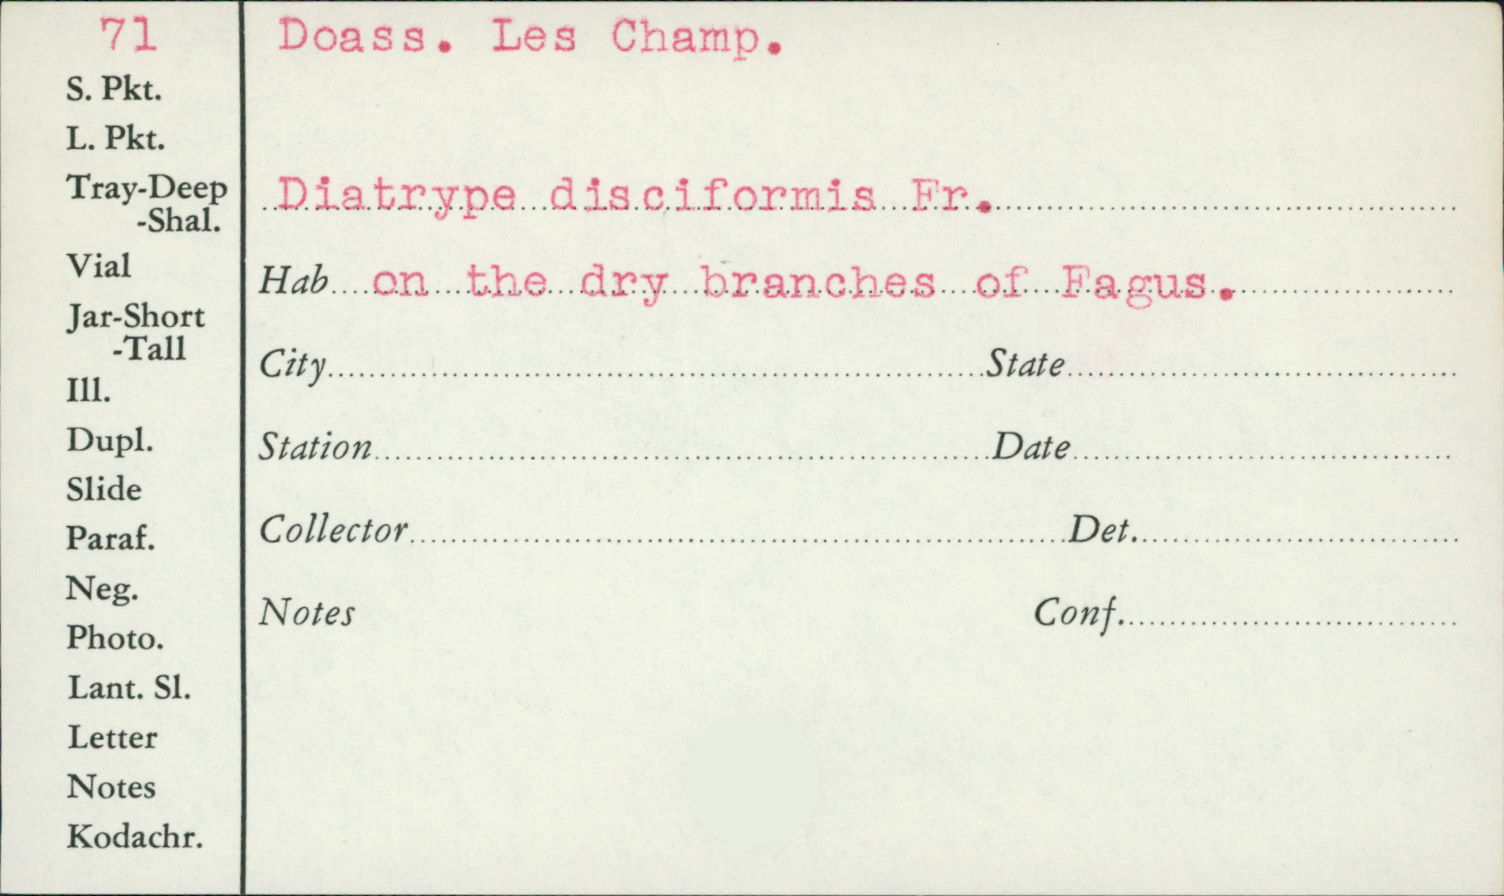 71
S. Pkt.
L. Pkt.
Tray-Deep
-Shal.
Vial
Jar-Short
-Tall
Ill.
Dupl.
Slide
Paraf.
Neg.
Photo.
Lant. Sl.
Letter
Notes
Kodachr.
Doass. Les Champ.
Diatrype disciformis Fr.
Hab on the dry branches of Fagus.
City State
Station Date
Collector Det.
Notes Conf.